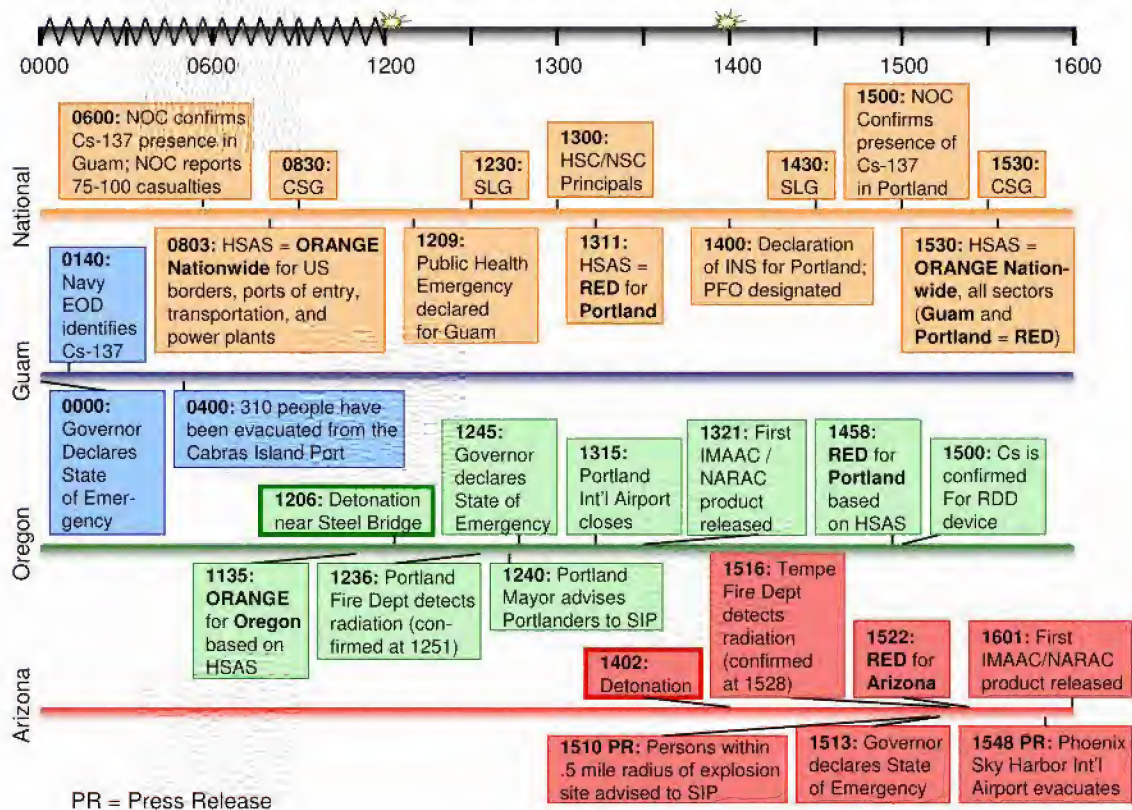 0000
0600
1200
1300
1400
1500
1600
National
0600: NOC confirms
Cs-137 presence in
Guam; NOC reports
75-100 casualties
0830:
CSG
1230:
SLG
1300:
HSC/NSC
Principals
1430:
SLG
1500: NOC
Confirms
presence of
Cs-137
in Portland
1530:
CSG
0803: HSAS = ORANGE
Nationwide for US
borders, ports of entry,
transportation, and
power plants
1209:
Public Health
Emergency
declared
for Guam
1311:
HSAS =
RED for
Portland
1400: Declaration
of INS for Portland;
PFO designated
1530: HSAS =
ORANGE Nation-
wide, all sectors
(Guam and
Portland = RED)
Guam
0140:
Navy
EOD
identifies
Cs-137
0000:
Governor
Declares
State
of Emer-
gency
0400: 310 people have
been evacuated from the
Cabras Island Port
Oregon
1206: Detonation
near Steel Bridge
1245:
Governor
declares
State of
Emergency
1315:
Portland
Int'l Airport
closes
1321: First
IMAAC /
NARAC
product
released
1458:
RED for
Portland
based
on HSAS
1500: Cs is
confirmed
For RDD
device
1135:
ORANGE
for Oregon
based on
HSAS
1236: Portland
Fire Dept detects
radiation (con-
firmed at 1251)
1240: Portland
Mayor advises
Portlanders to SIP
Arizona
1402:
Detonation
1516: Tempe
Fire Dept
detects
radiation
(confirmed
at 1528)
1522:
RED for
Arizona
1601: First
IMAAC/NARAC
product released
1510 PR: Persons within
.5 mile radius of explosion
site advised to SIP
1513: Governor
declares State
of Emergency
1548 PR: Phoenix
Sky Harbor Int'l
Airport evacuates
PR = Press Release